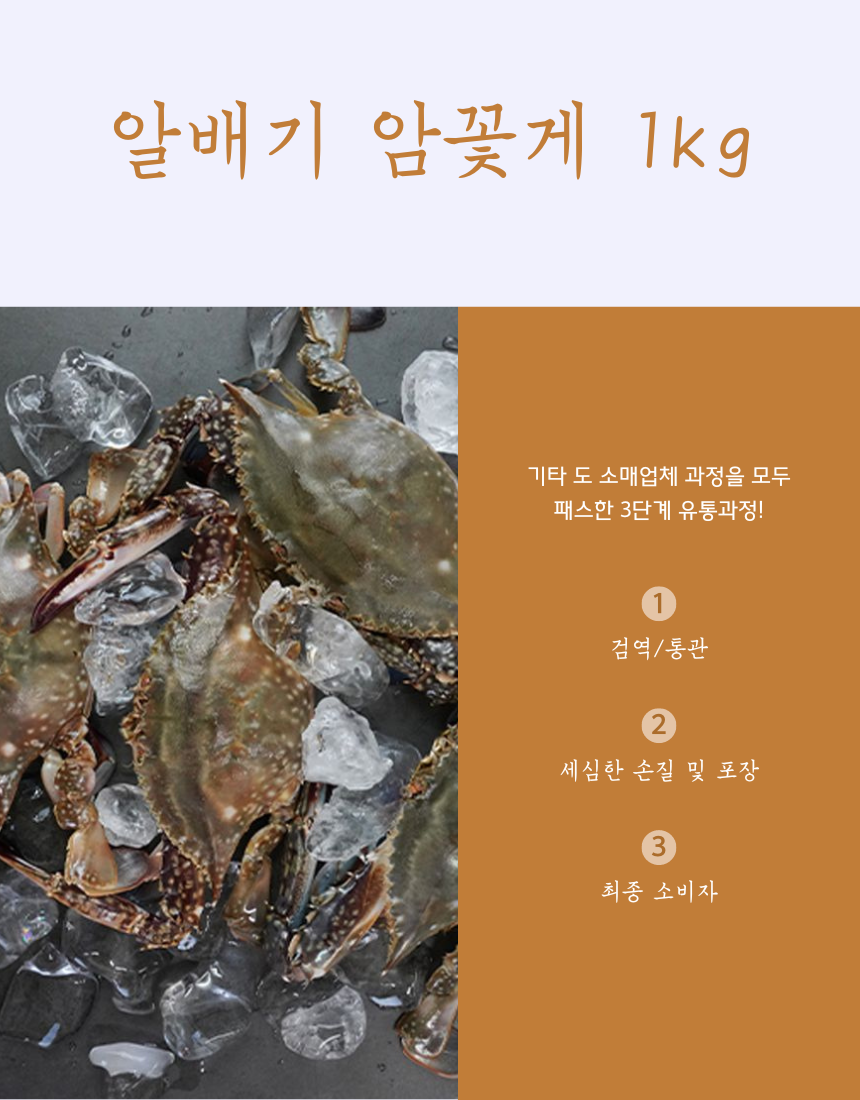 알배기 암꽃게 1kg
기타 도 소매업체 과정을 모두
패스한 3단계 유통과정!
1
검역/통관
2
세심한 손질 및 포장
3
최종 소비자